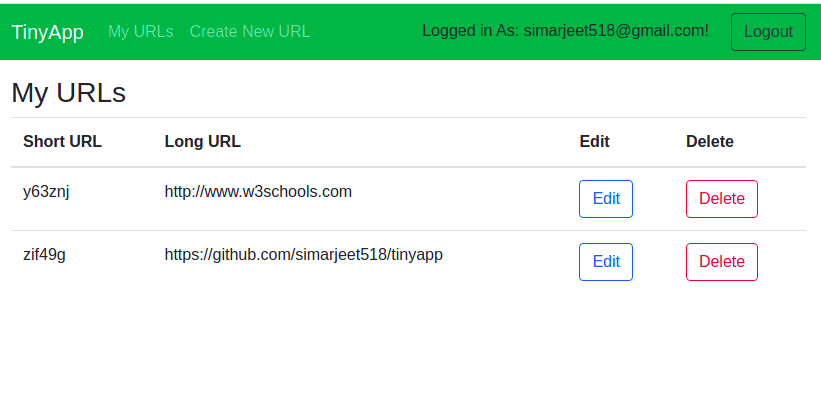 TinyApp My URLs Create New URL Logged in As: simarjeet518@gmail.com! Logout
My URLs
Short URL Long URL Edit Delete
y63znj http://www.w3schools.com Edit Delete
zif49g https://github.com/simarjeet518/tinyapp Edit Delete